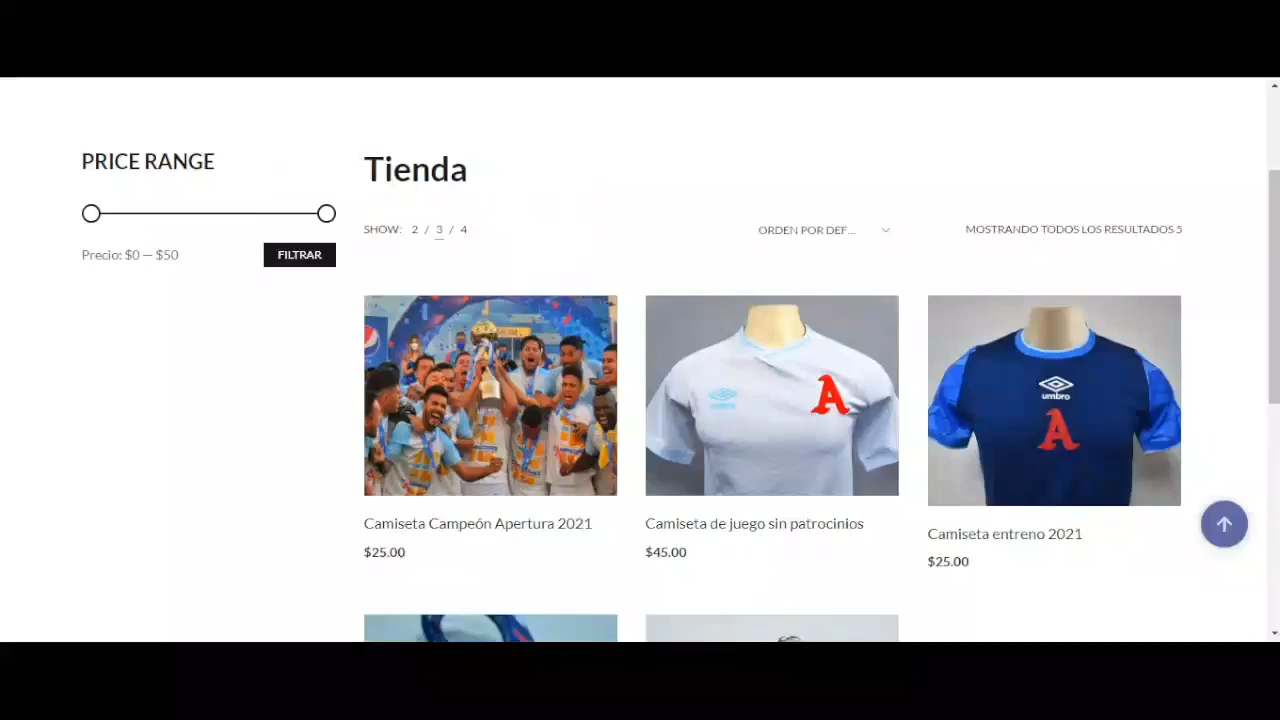 PRICE RANGE
Precio: $0 — $50
FILTRAR
Tienda
SHOW: 2 / 3 / 4
ORDEN POR DEF...
MOSTRANDO TODOS LOS RESULTADOS 5
A
umbro
A
Camiseta Campeón Apertura 2021
$25.00
Camiseta de juego sin patrocinios
$45.00
Camiseta entreno 2021
$25.00